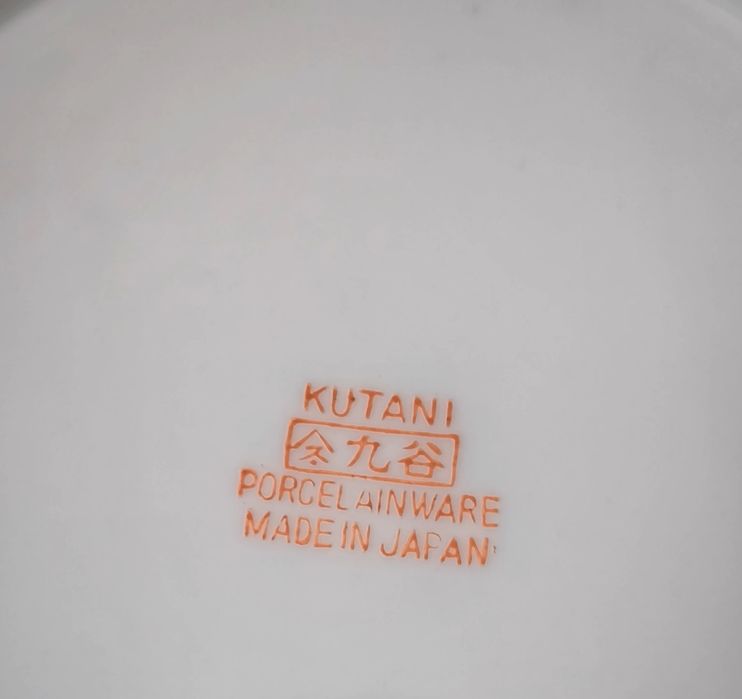 KUTANI
九谷
PORCELAINWARE
MADE IN JAPAN